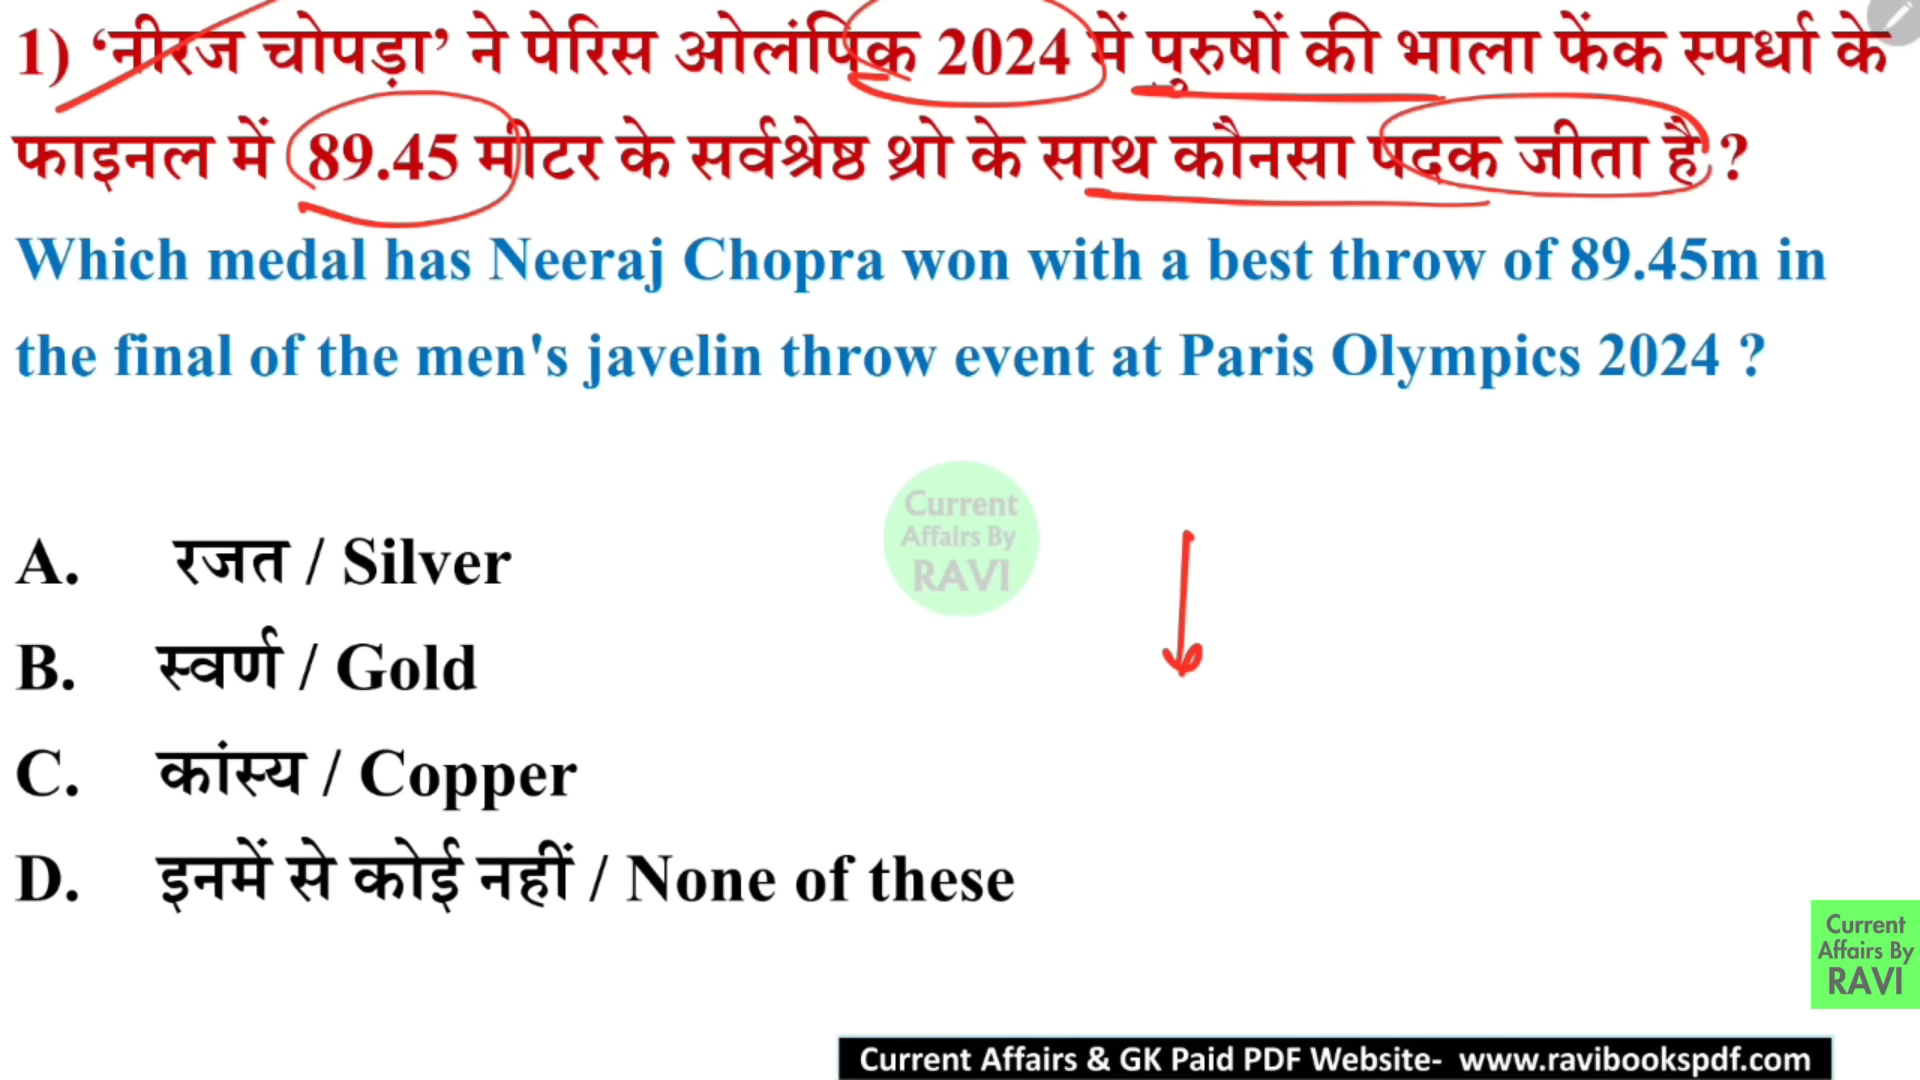 1) ‘नीरज चोपड़ा’ ने पेरिस ओलंपिक 2024 में पुरुषों की भाला फेंक स्पर्धा के
फाइनल में 89.45 मीटर के सर्वश्रेष्ठ थ्रो के साथ कौनसा पदक जीता है ?
Which medal has Neeraj Chopra won with a best throw of 89.45m in
the final of the men's javelin throw event at Paris Olympics 2024 ?
Current
Affairs By
RAVI
A. रजत / Silver
B. स्वर्ण / Gold
C. कांस्य / Copper
D. इनमें से कोई नहीं / None of these
Current
Affairs By
RAVI
Current Affairs & GK Paid PDF Website- www.ravibookspdf.com